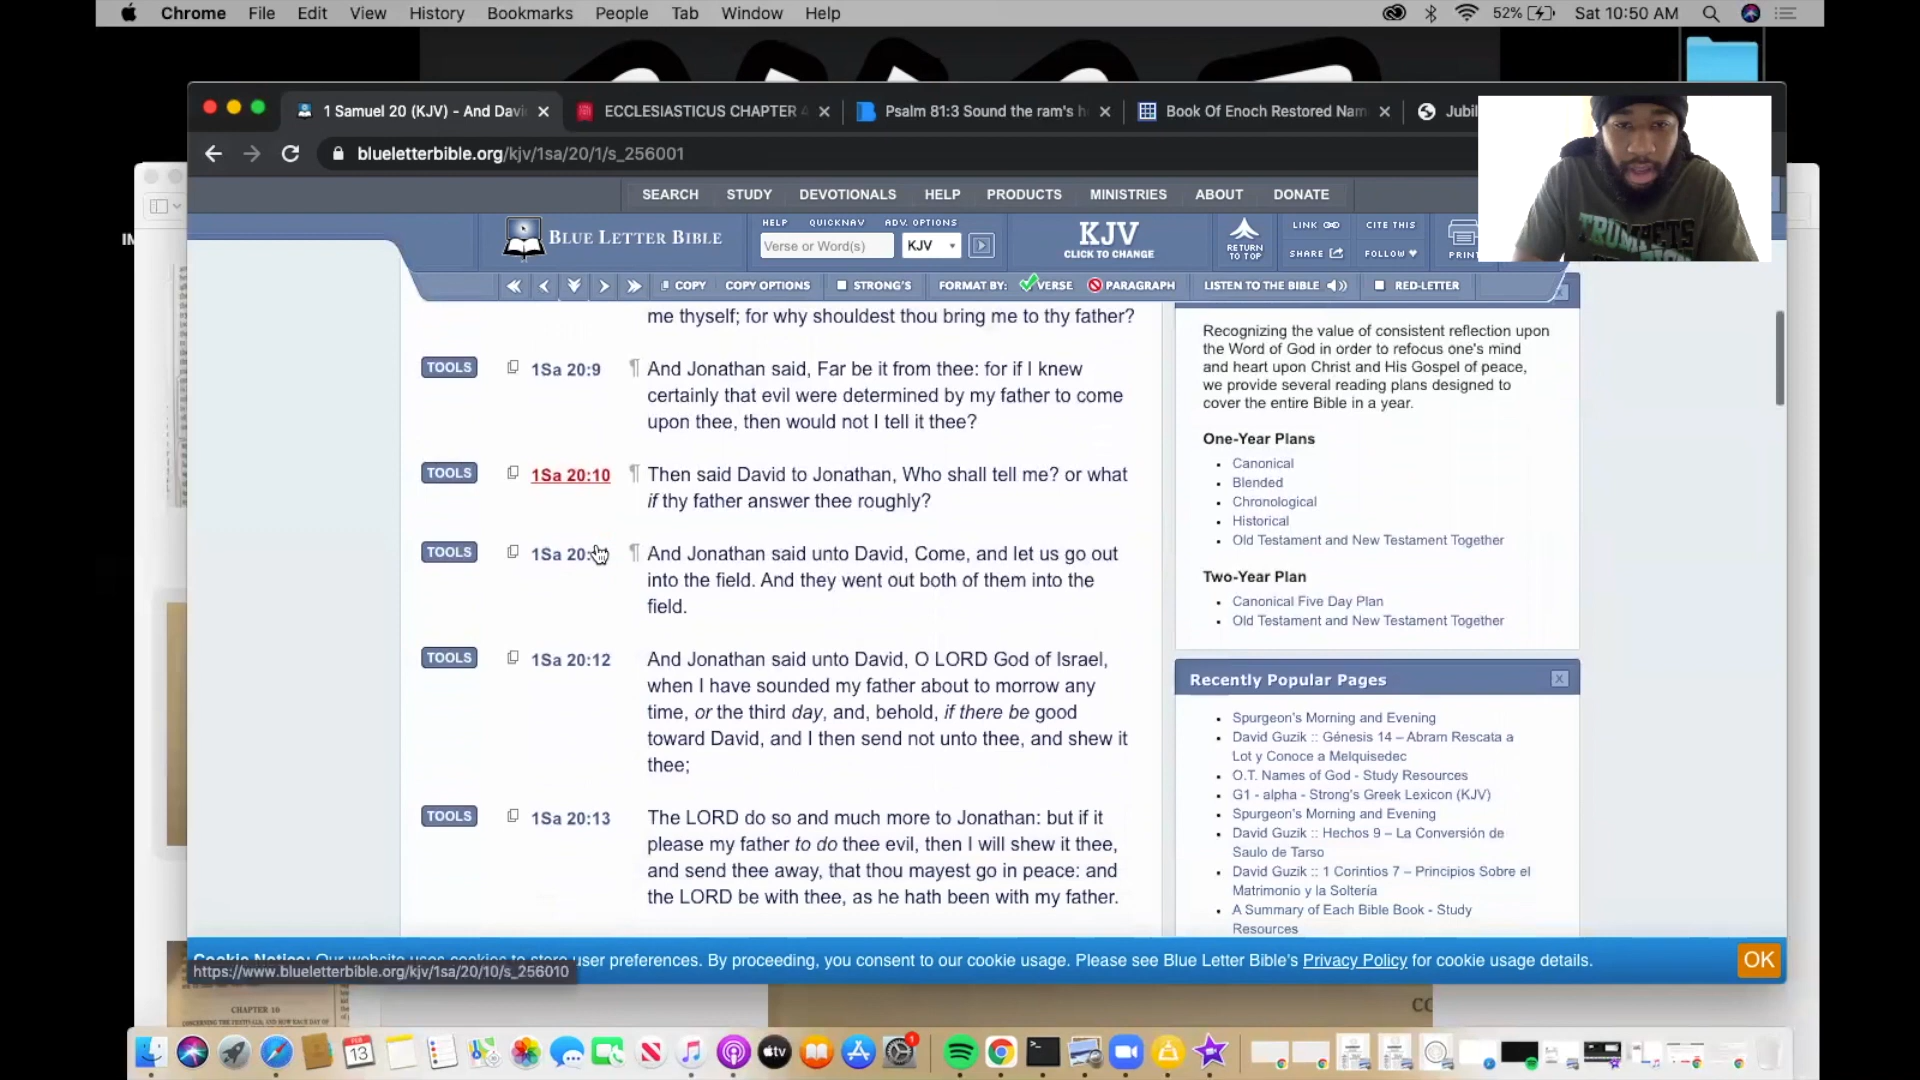 Chrome File Edit View History Bookmarks People Tab Window Help 52% Sat 10:50 AM
1 Samuel 20 (KJV) - And Davi ECCLESIASTICUS CHAPTER 4 Psalm 81:3 Sound the ram's h Book Of Enoch Restored Nam Jubil
blueletterbible.org/kjv/1sa/20/1/s_256001
SEARCH STUDY DEVOTIONALS HELP PRODUCTS MINISTRIES ABOUT DONATE
HELP QUICKNAV ADV. OPTIONS
BLUE LETTER BIBLE Verse or Word(s) KJV
KJV
CLICK TO CHANGE
RETURN TO TOP
LINK CITE THIS
SHARE FOLLOW PRINT
TRUMPETS
COPY COPY OPTIONS STRONG'S FORMAT BY: VERSE PARAGRAPH LISTEN TO THE BIBLE RED-LETTER
me thyself; for why shouldest thou bring me to thy father?
TOOLS 1Sa 20:9 ¶ And Jonathan said, Far be it from thee: for if I knew
certainly that evil were determined by my father to come
upon thee, then would not I tell it thee?
TOOLS 1Sa 20:10 ¶ Then said David to Jonathan, Who shall tell me? or what
if thy father answer thee roughly?
TOOLS 1Sa 20: ¶ And Jonathan said unto David, Come, and let us go out
into the field. And they went out both of them into the
field.
TOOLS 1Sa 20:12 And Jonathan said unto David, O LORD God of Israel,
when I have sounded my father about to morrow any
time, or the third day, and, behold, if there be good
toward David, and I then send not unto thee, and shew it
thee;
TOOLS 1Sa 20:13 The LORD do so and much more to Jonathan: but if it
please my father to do thee evil, then I will shew it thee,
and send thee away, that thou mayest go in peace: and
the LORD be with thee, as he hath been with my father.
Recognizing the value of consistent reflection upon
the Word of God in order to refocus one's mind
and heart upon Christ and His Gospel of peace,
we provide several reading plans designed to
cover the entire Bible in a year.
One-Year Plans
Canonical
Blended
Chronological
Historical
Old Testament and New Testament Together
Two-Year Plan
Canonical Five Day Plan
Old Testament and New Testament Together
Recently Popular Pages
Spurgeon's Morning and Evening
David Guzik :: Génesis 14 – Abram Rescata a
Lot y Conoce a Melquisedec
O.T. Names of God - Study Resources
G1 - alpha - Strong's Greek Lexicon (KJV)
Spurgeon's Morning and Evening
David Guzik :: Hechos 9 – La Conversión de
Saulo de Tarso
David Guzik :: 1 Corintios 7 – Principios Sobre el
Matrimonio y la Soltería
A Summary of Each Bible Book - Study
Resources
Cookie Notice: Our website uses cookies to store user preferences. By proceeding, you consent to our cookie usage. Please see Blue Letter Bible's Privacy Policy for cookie usage details. OK
https://www.blueletterbible.org/kjv/1sa/20/10/s_256010
CHAPTER 10
FEB
13
tv
1